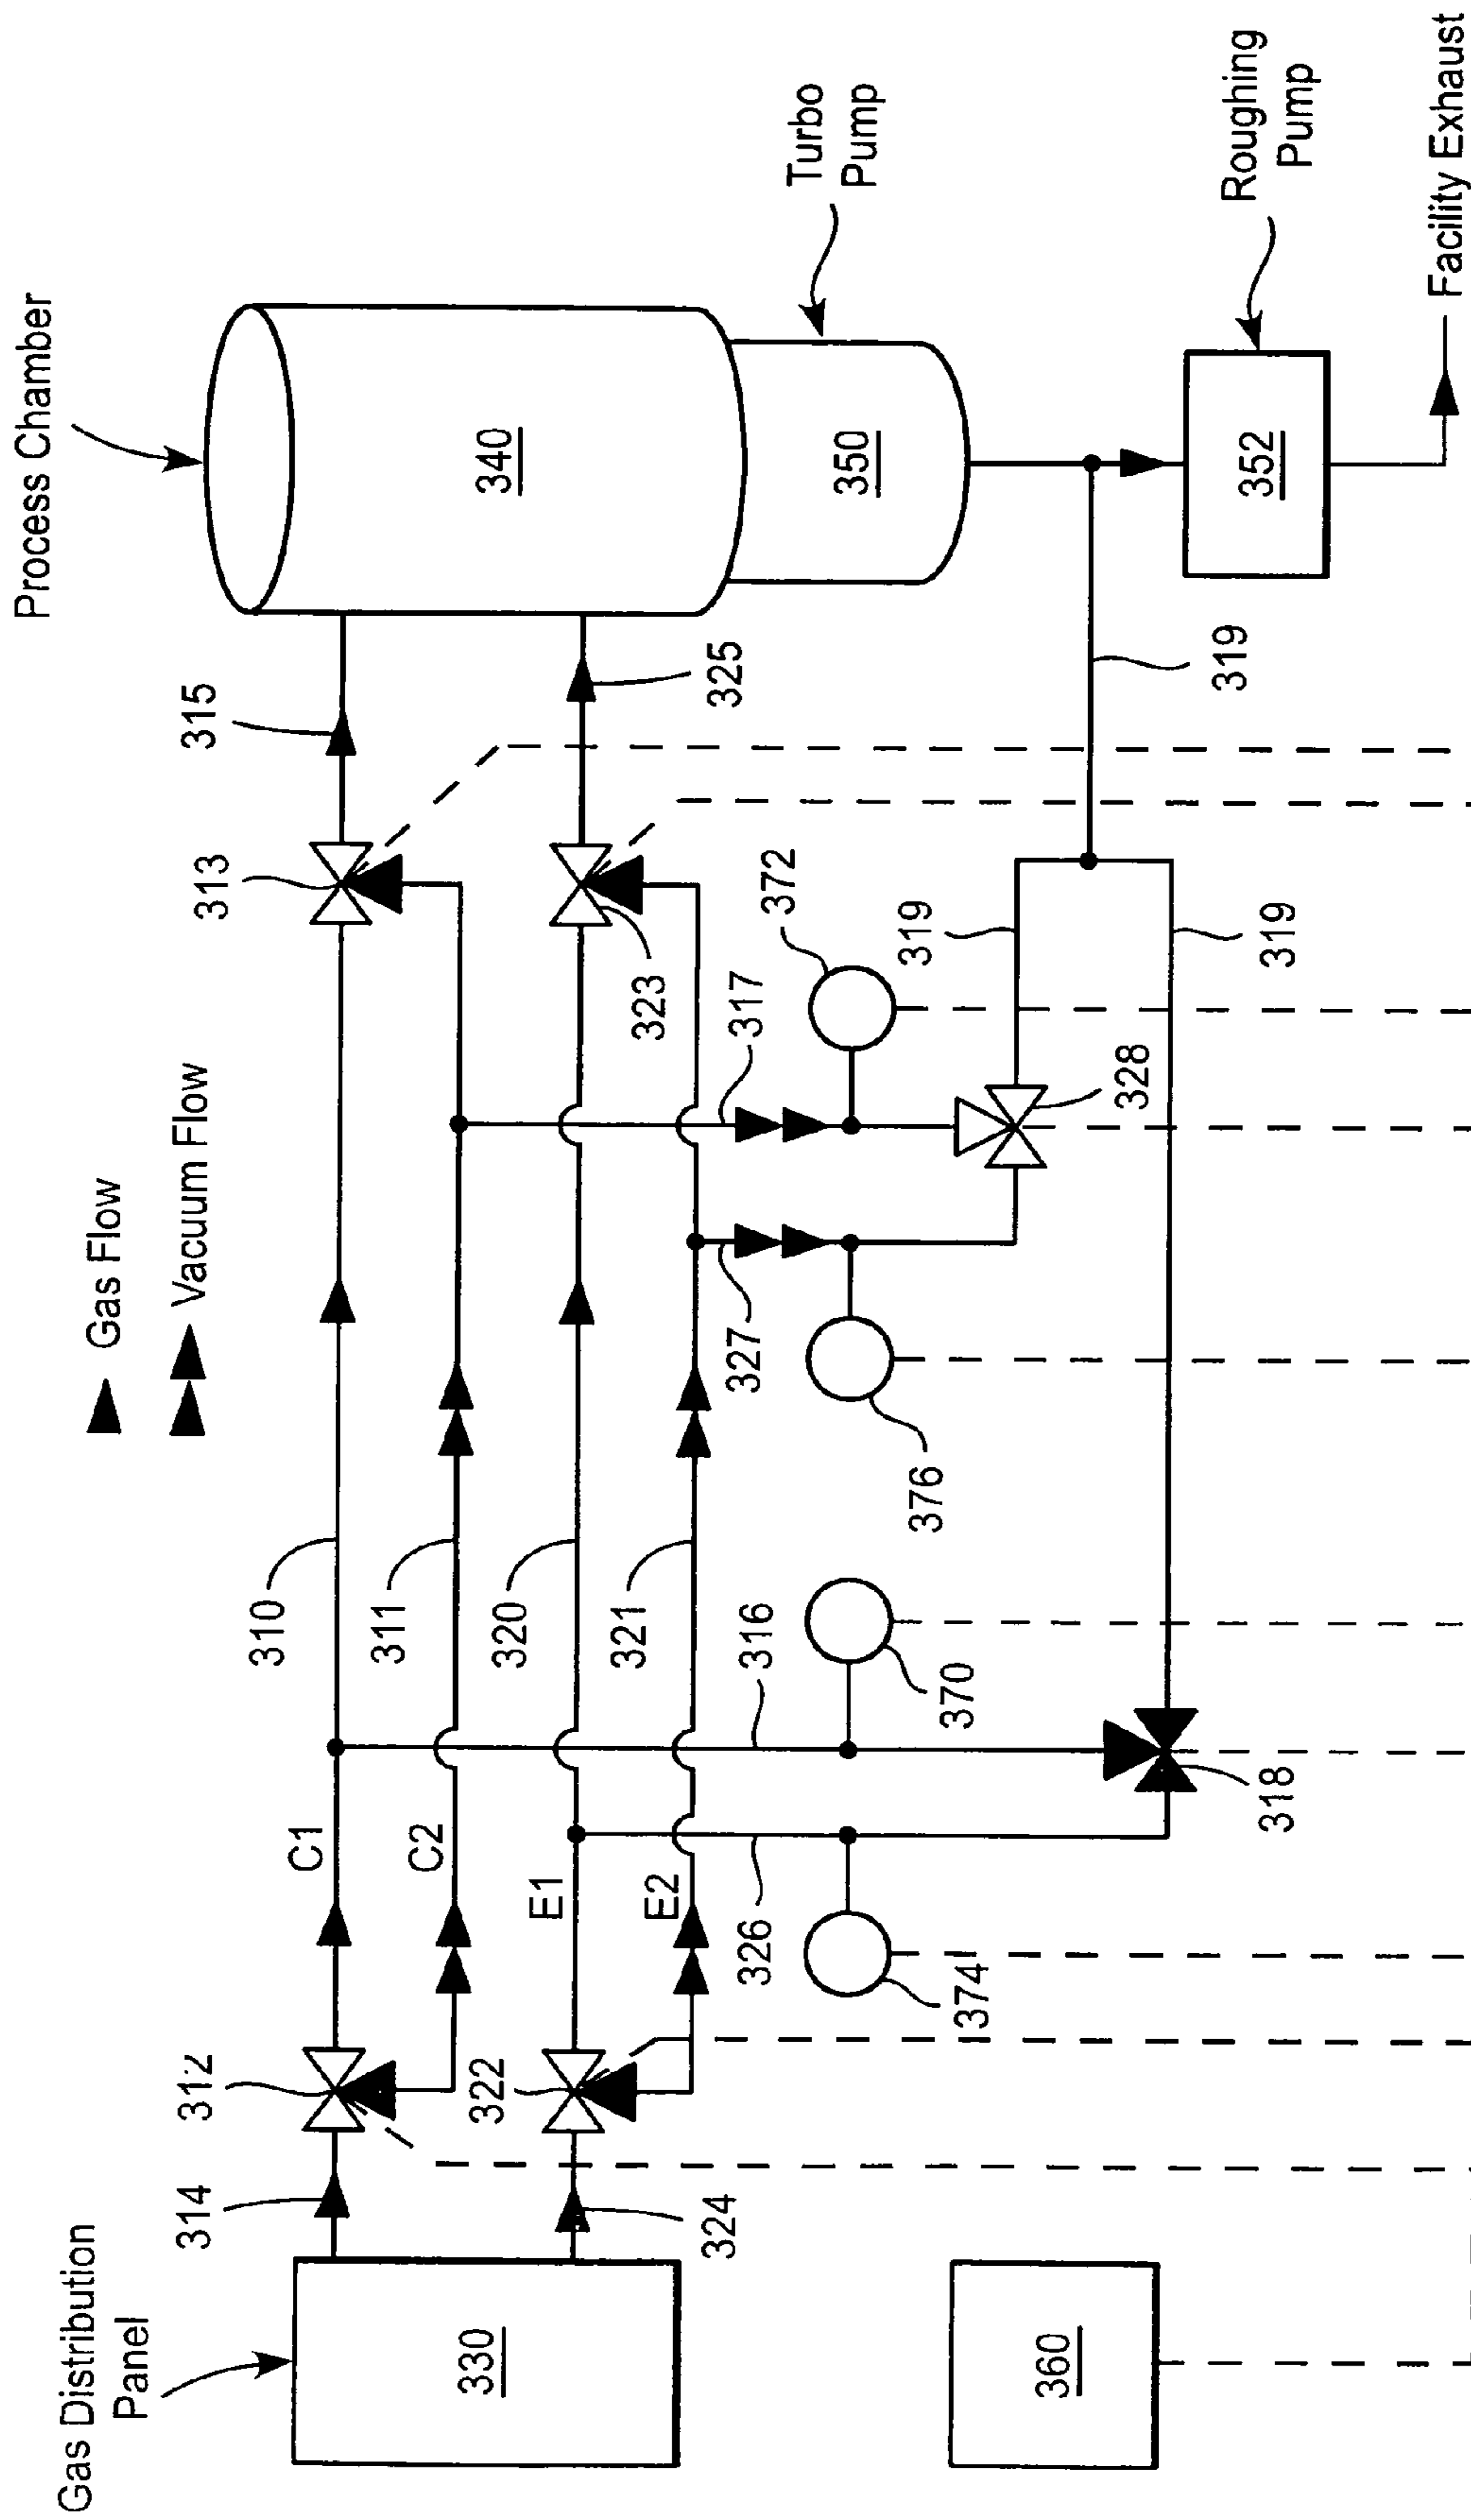 Process Chamber
Gas Flow
Vacuum Flow
Gas Distribution
Panel
Turbo
Pump
Roughing
Pump
Facility Exhaust
314
312
C1
310
313
315
C2
311
340
322
E1
320
323
325
324
E2
321
330
326
316
327
317
372
374
370
376
350
319
360
328
318
319
319
352